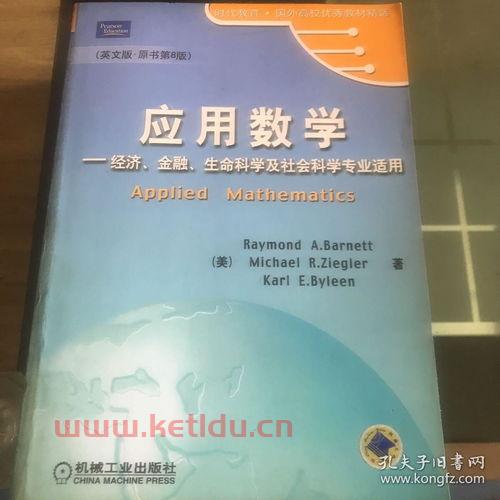 时代教育·国外高校优秀教材精选
Pearson
Education
(英文版·原书第8版)
应用数学
——经济、金融、生命科学及社会科学专业适用
Applied Mathematics
Raymond A.Barnett
(美) Michael R.Ziegler 著
Karl E.Byleen
www.ketldu.cn
机械工业出版社
CHINA MACHINE PRESS
孔夫子旧书网
www.kongfz.com